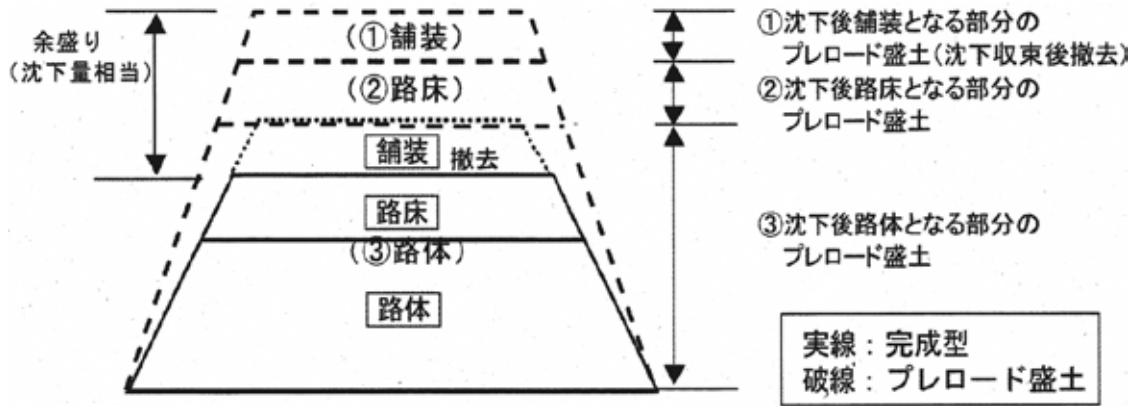 余盛り
(沈下量相当)
(①舗装)
(②路床)
舗装 撤去
路床
(③路体)
路体
①沈下後舗装となる部分の
プレロード盛土(沈下収束後撤去)
②沈下後路床となる部分の
プレロード盛土
③沈下後路体となる部分の
プレロード盛土
実線：完成型
破線：プレロード盛土